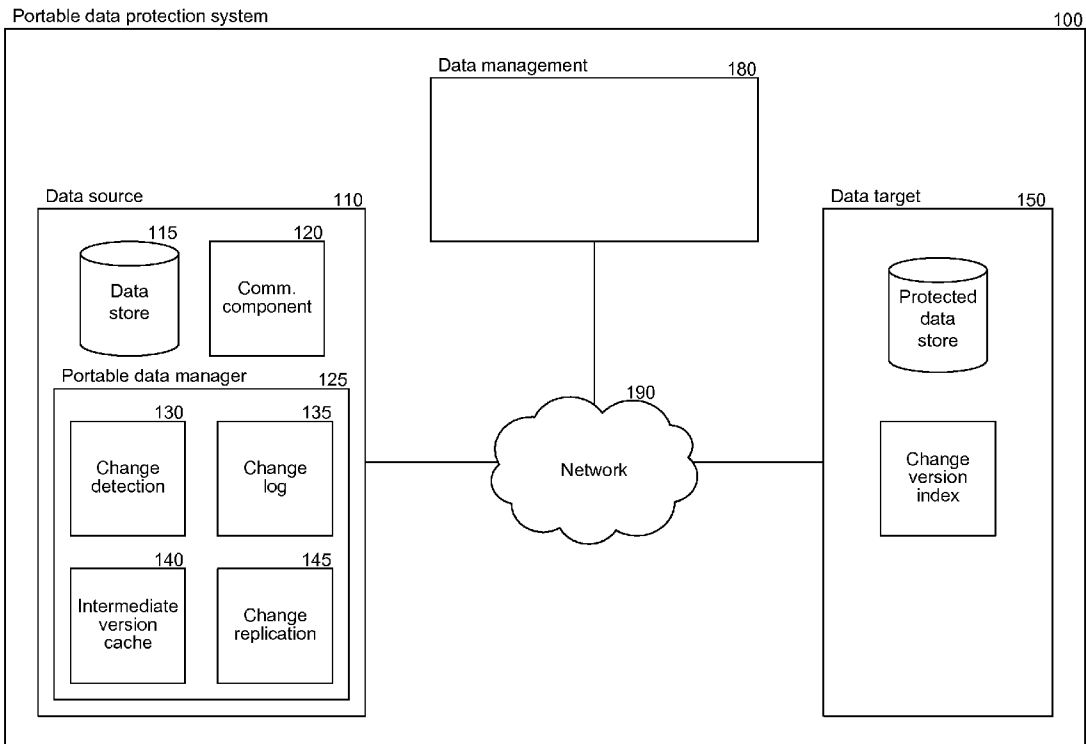 Portable data protection system
100
Data management
180
Data source
110
115
Data
store
120
Comm.
component
Portable data manager
125
130
Change
detection
135
Change
log
140
Intermediate
version
cache
145
Change
replication
190
Network
Data target
150
Protected
data
store
Change
version
index